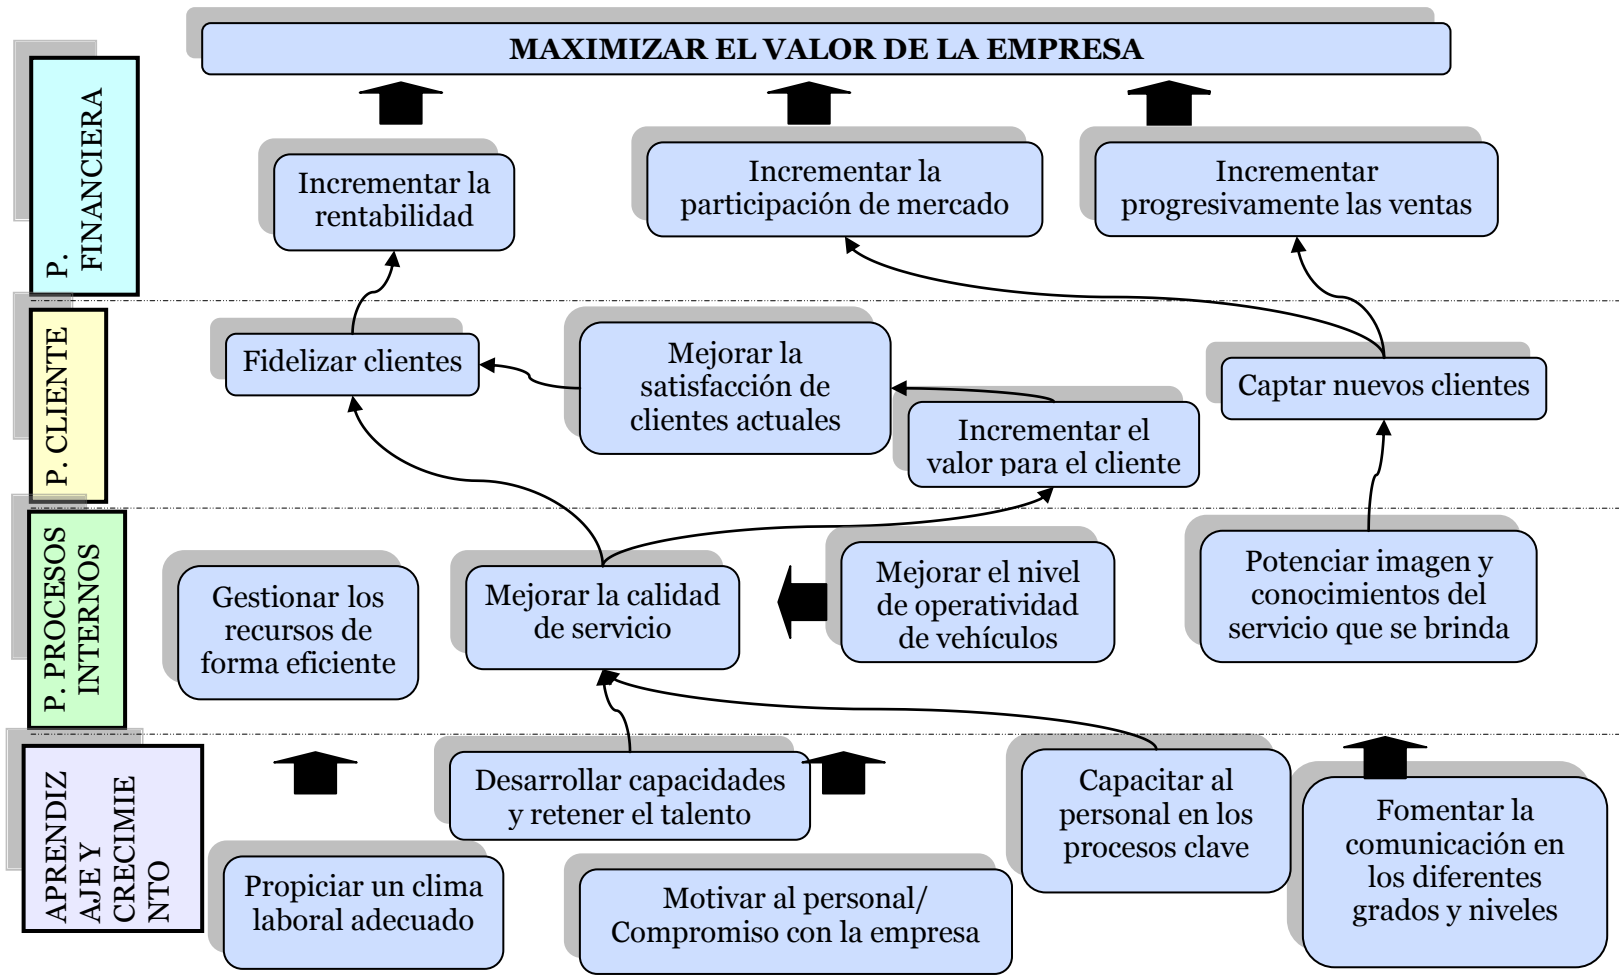 MAXIMIZAR EL VALOR DE LA EMPRESA
P.
FINANCIERA
Incrementar la
rentabilidad
Incrementar la
participación de mercado
Incrementar
progresivamente las ventas
P. CLIENTE
Fidelizar clientes
Mejorar la
satisfacción de
clientes actuales
Incrementar el
valor para el cliente
Captar nuevos clientes
P. PROCESOS
INTERNOS
Gestionar los
recursos de
forma eficiente
Mejorar la calidad
de servicio
Mejorar el nivel
de operatividad
de vehículos
Potenciar imagen y
conocimientos del
servicio que se brinda
APRENDIZ
AJE Y
CRECIMIE
NTO
Desarrollar capacidades
y retener el talento
Capacitar al
personal en los
procesos clave
Fomentar la
comunicación en
los diferentes
grados y niveles
Propiciar un clima
laboral adecuado
Motivar al personal/
Compromiso con la empresa